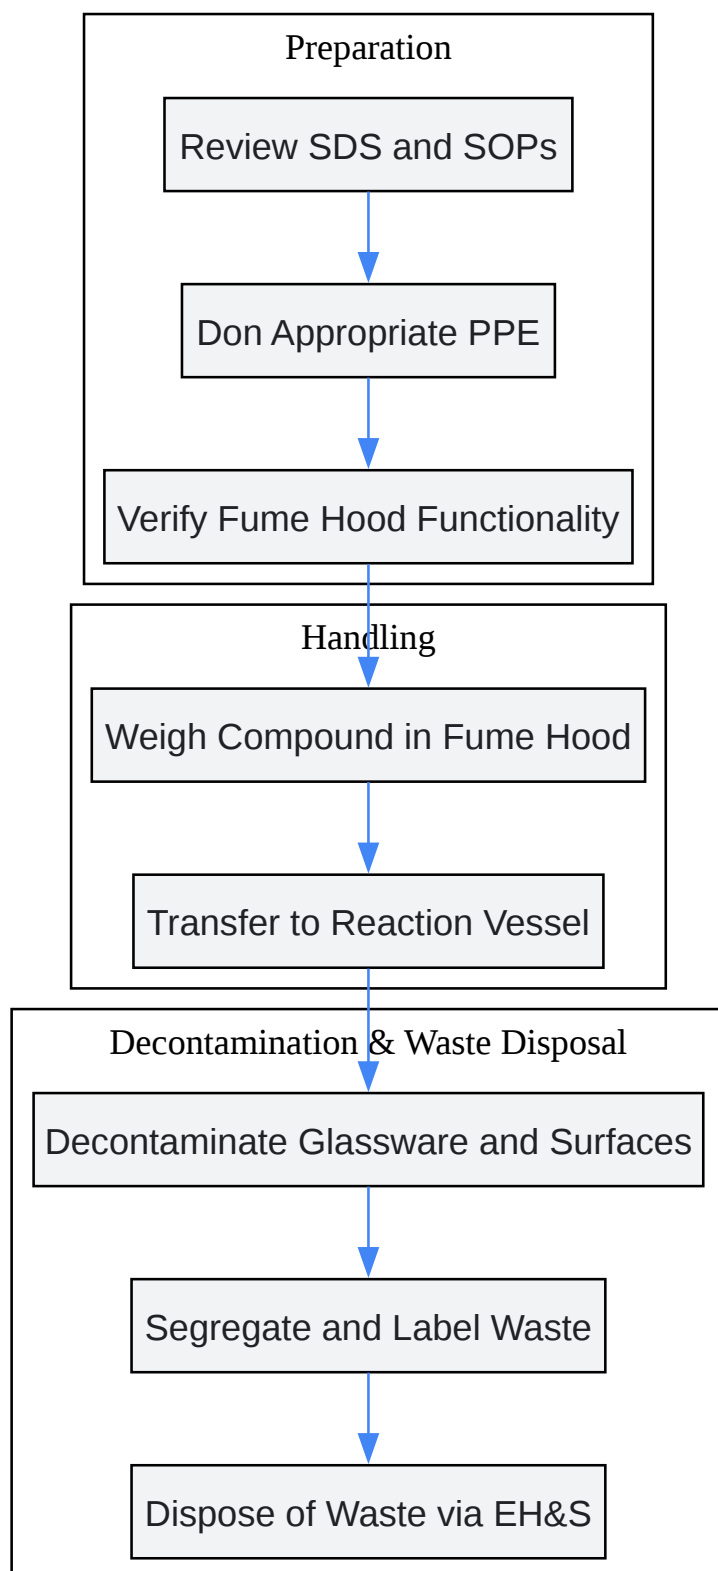 Preparation
Review SDS and SOPs
Don Appropriate PPE
Verify Fume Hood Functionality
Handling
Weigh Compound in Fume Hood
Transfer to Reaction Vessel
Decontamination & Waste Disposal
Decontaminate Glassware and Surfaces
Segregate and Label Waste
Dispose of Waste via EH&S